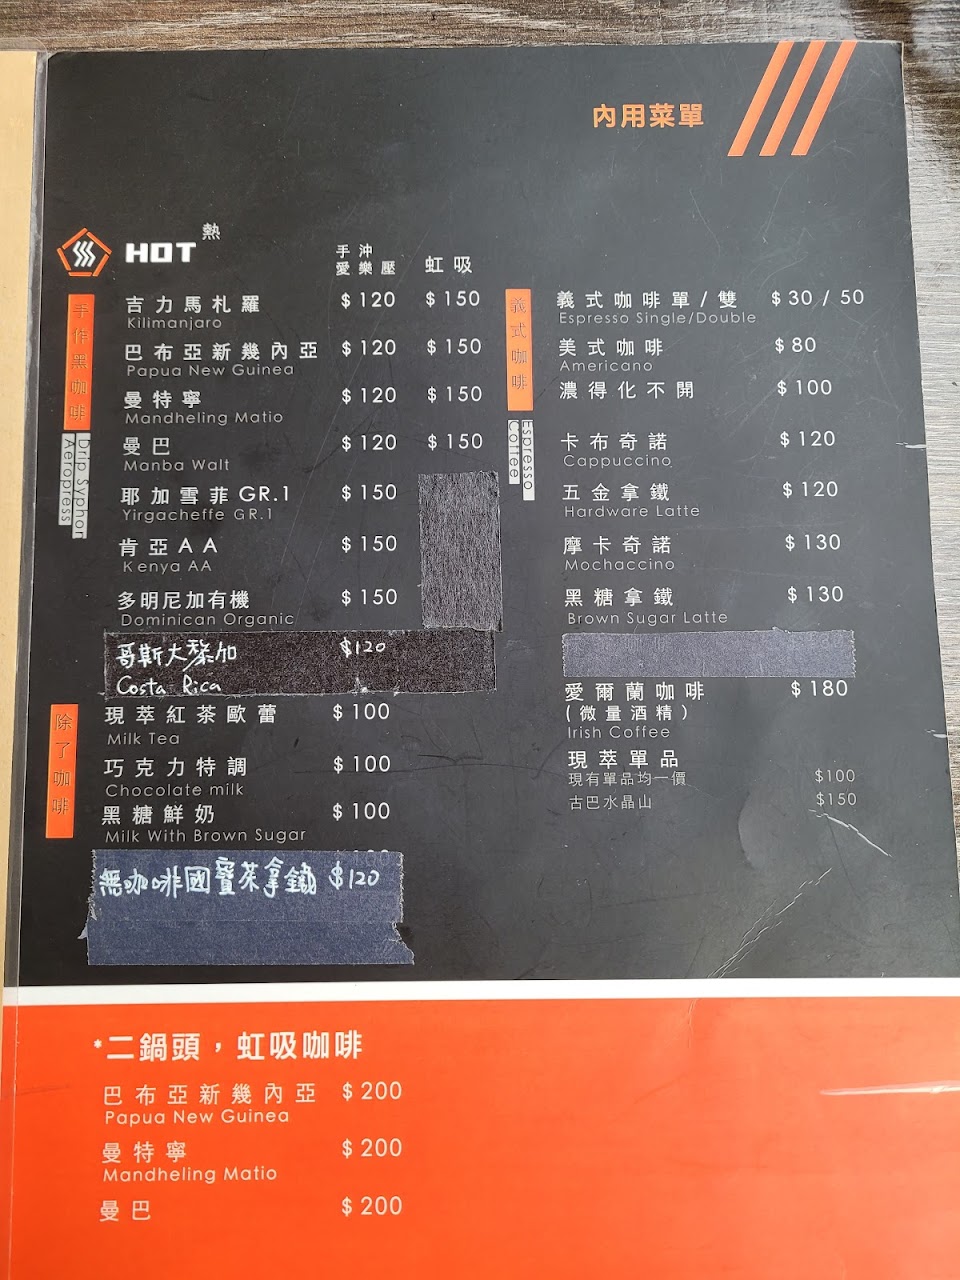 內用菜單
HOT 熱
手沖
愛樂壓
虹吸
手作黑咖啡
Drip Syphon
Aeropress
吉力馬札羅 $120 $150
Kilimanjaro
巴布亞新幾內亞 $120 $150
Papua New Guinea
曼特寧 $120 $150
Mandheling Matio
曼巴 $120 $150
Manba Walt
耶加雪菲GR.1 $150
Yirgacheffe GR.1
肯亞AA $150
Kenya AA
多明尼加有機 $150
Dominican Organic
哥斯大黎加 $120
Costa Rica
除了咖啡
現萃紅茶歐蕾 $100
Milk Tea
巧克力特調 $100
Chocolate milk
黑糖鮮奶 $100
Milk With Brown Sugar
無咖啡國寶茶拿鐵 $120
義式咖啡
Espresso
Coffee
義式咖啡單/雙 $30/50
Espresso Single/Double
美式咖啡 $80
Americano
濃得化不開 $100
卡布奇諾 $120
Cappuccino
五金拿鐵 $120
Hardware Latte
摩卡奇諾 $130
Mochaccino
黑糖拿鐵 $130
Brown Sugar Latte
愛爾蘭咖啡 $180
(微量酒精)
Irish Coffee
現萃單品
現有單品均一價 $100
古巴水晶山 $150
*二鍋頭，虹吸咖啡
巴布亞新幾內亞 $200
Papua New Guinea
曼特寧 $200
Mandheling Matio
曼巴 $200